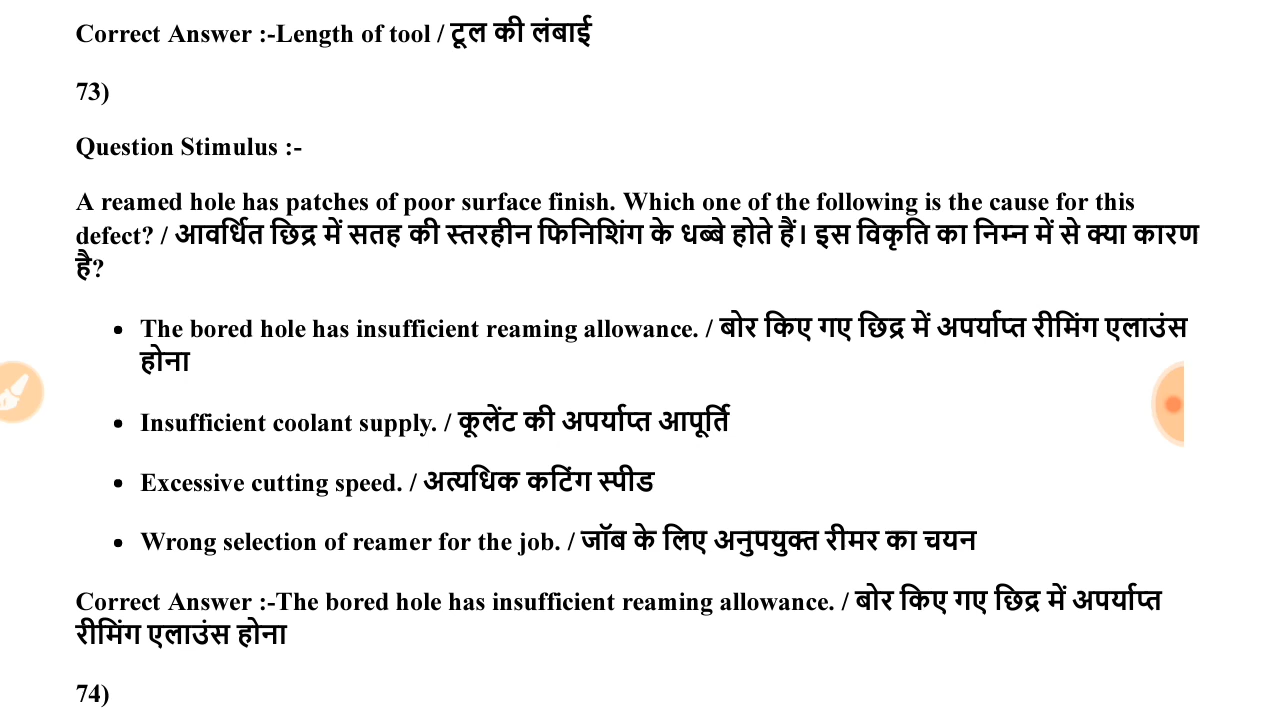 Correct Answer :-Length of tool / टूल की लंबाई
73)
Question Stimulus :-
A reamed hole has patches of poor surface finish. Which one of the following is the cause for this
defect? / आवर्धित छिद्र में सतह की स्तरहीन फिनिशिंग के धब्बे होते हैं। इस विकृति का निम्न में से क्या कारण
है?
• The bored hole has insufficient reaming allowance. / बोर किए गए छिद्र में अपर्याप्त रीमिंग एलाउंस
होना
• Insufficient coolant supply. / कूलेंट की अपर्याप्त आपूर्ति
• Excessive cutting speed. / अत्यधिक कटिंग स्पीड
• Wrong selection of reamer for the job. / जॉब के लिए अनुपयुक्त रीमर का चयन
Correct Answer :-The bored hole has insufficient reaming allowance. / बोर किए गए छिद्र में अपर्याप्त
रीमिंग एलाउंस होना
74)